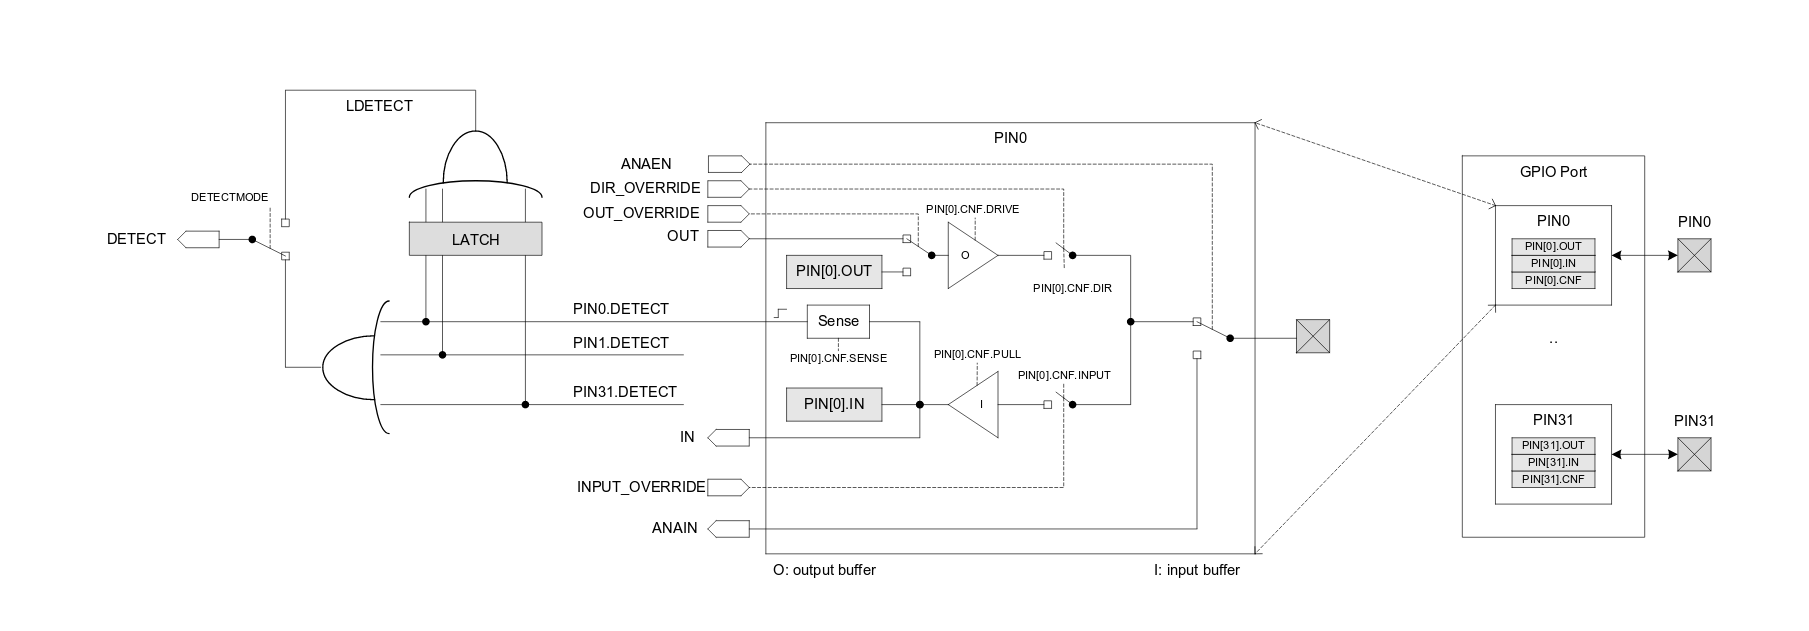 LDETECT
DETECTMODE
DETECT
LATCH
PIN0.DETECT
PIN1.DETECT
PIN31.DETECT
PIN0
ANAEN
DIR_OVERRIDE
OUT_OVERRIDE
OUT
PIN[0].CNF.DRIVE
O
PIN[0].OUT
PIN[0].CNF.DIR
Sense
PIN[0].CNF.SENSE
PIN[0].CNF.PULL
PIN[0].CNF.INPUT
PIN[0].IN
I
IN
INPUT_OVERRIDE
ANAIN
O: output buffer
I: input buffer
GPIO Port
PIN0
PIN[0].OUT
PIN[0].IN
PIN[0].CNF
PIN0
..
PIN31
PIN[31].OUT
PIN[31].IN
PIN[31].CNF
PIN31